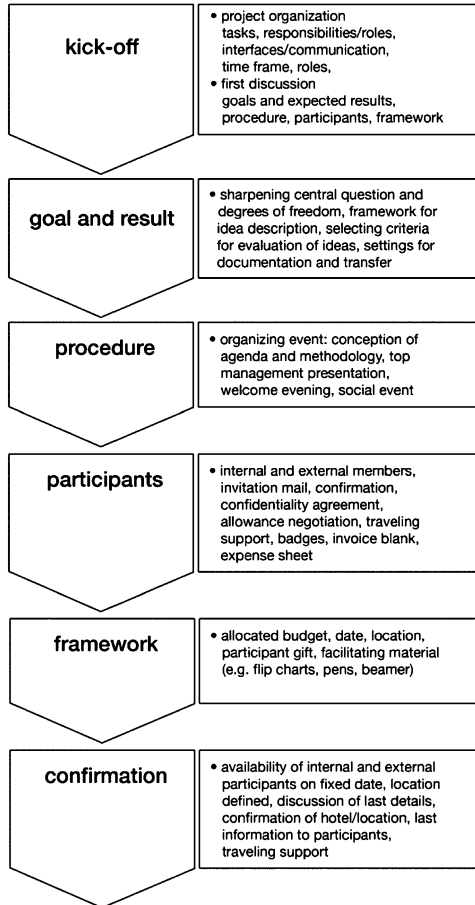 kick-off
• project organization
tasks, responsibilities/roles,
interfaces/communication,
time frame, roles,
• first discussion
goals and expected results,
procedure, participants, framework
goal and result
• sharpening central question and
degrees of freedom, framework for
idea description, selecting criteria
for evaluation of ideas, settings for
documentation and transfer
procedure
• organizing event: conception of
agenda and methodology, top
management presentation,
welcome evening, social event
participants
• internal and external members,
invitation mail, confirmation,
confidentiality agreement,
allowance negotiation, traveling
support, badges, invoice blank,
expense sheet
framework
• allocated budget, date, location,
participant gift, facilitating material
(e.g. flip charts, pens, beamer)
confirmation
• availability of internal and external
participants on fixed date, location
defined, discussion of last details,
confirmation of hotel/location, last
information to participants,
traveling support